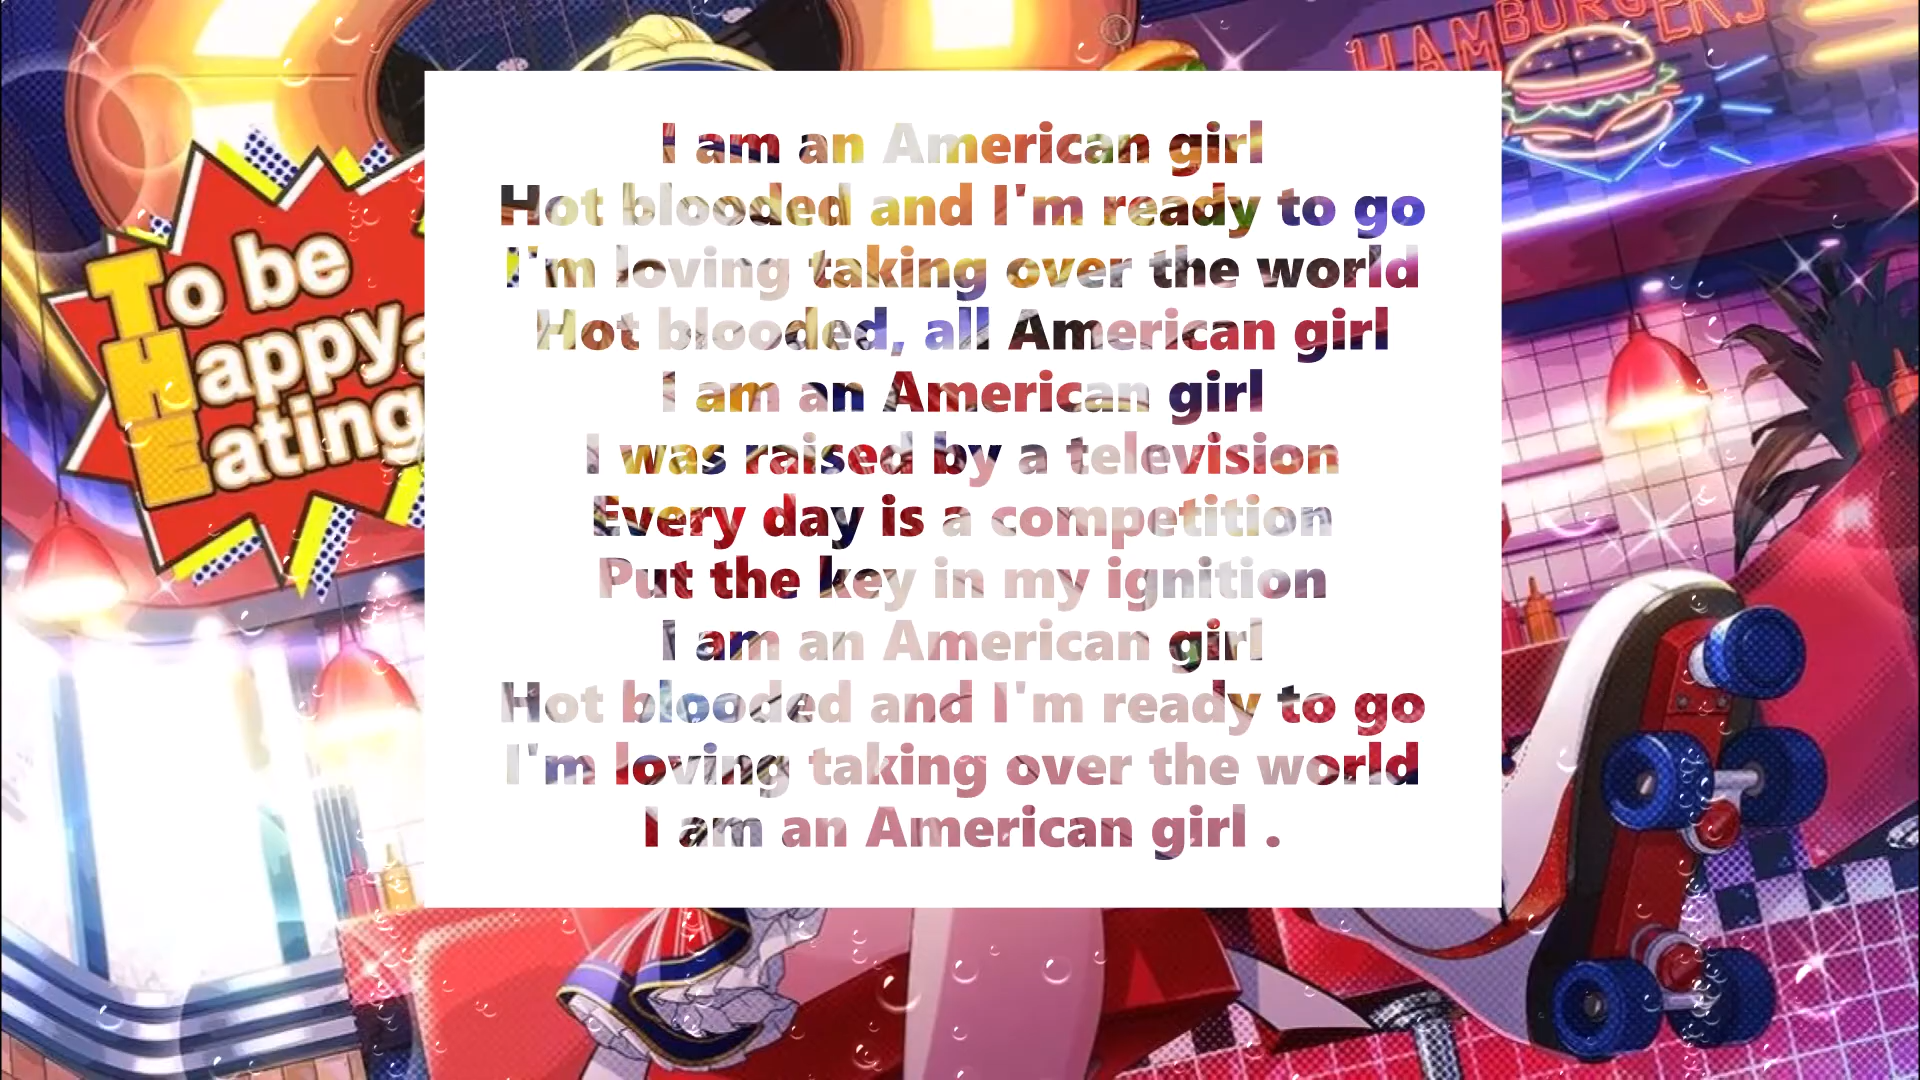 HAMBURGERS
To be
Happy
Eating
I am an American girl
Hot blooded and I'm ready to go
I'm loving taking over the world
Hot blooded, all American girl
I am an American girl
I was raised by a television
Every day is a competition
Put the key in my ignition
I am an American girl
Hot blooded and I'm ready to go
I'm loving taking over the world
I am an American girl .